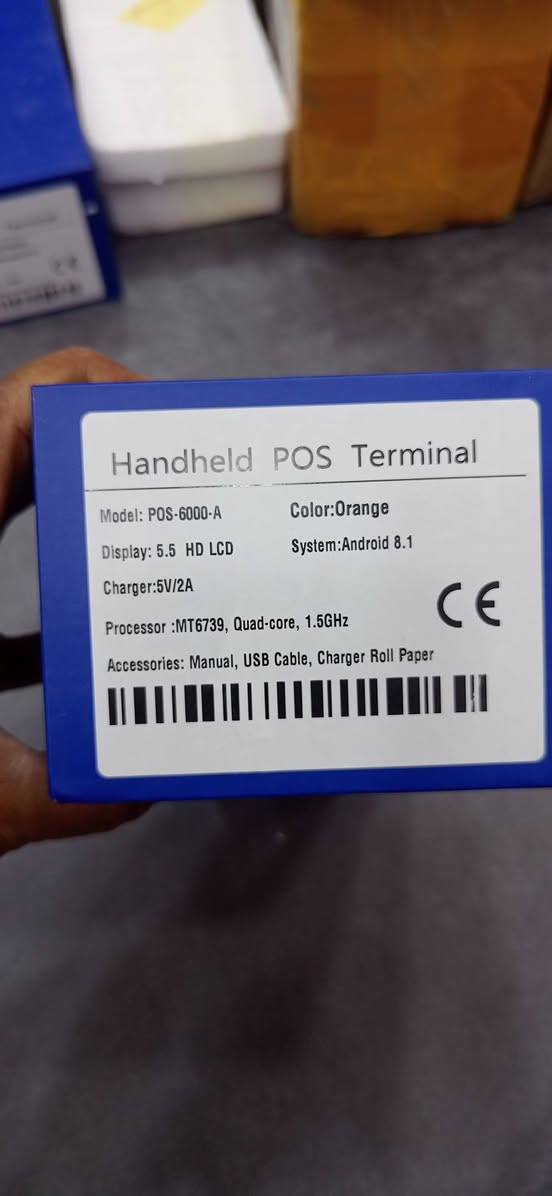 Handheld POS Terminal
Model: POS-6000-A Color:Orange
Display: 5.5 HD LCD System:Android 8.1
Charger:5V/2A
Processor :MT6739, Quad-core, 1.5GHz
CE
Accessories: Manual, USB Cable, Charger Roll Paper